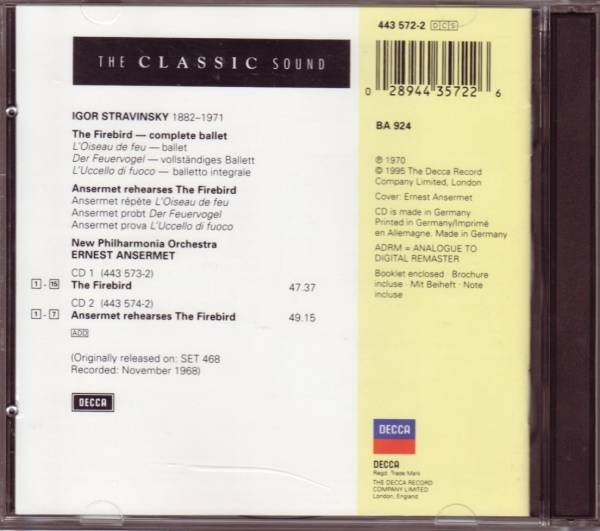 THE CLASSIC SOUND
IGOR STRAVINSKY 1882–1971
The Firebird — complete ballet
L'Oiseau de feu — ballet
Der Feuervogel — vollständiges Ballett
L'Uccello di fuoco — balletto integrale
Ansermet rehearses The Firebird
Ansermet répète L'Oiseau de feu
Ansermet probt Der Feuervogel
Ansermet prova L'Uccello di fuoco
New Philharmonia Orchestra
ERNEST ANSERMET
CD 1 (443 573-2)
1 - 15 The Firebird 47.37
CD 2 (443 574-2)
1 - 7 Ansermet rehearses The Firebird 49.15
ADD
(Originally released on: SET 468
Recorded: November 1968)
DECCA
443 572-2 DCS
0 28944 35722 6
BA 924
℗ 1970
© 1995 The Decca Record
Company Limited, London
Cover: Ernest Ansermet
CD is made in Germany
Printed in Germany/Imprimé
en Allemagne. Made in Germany
ADRM = ANALOGUE TO
DIGITAL REMASTER
Booklet enclosed · Brochure
incluse · Mit Beiheft · Note
incluse
DECCA
DECCA
Regd. Trade Mark
THE DECCA RECORD
COMPANY LIMITED
London, England